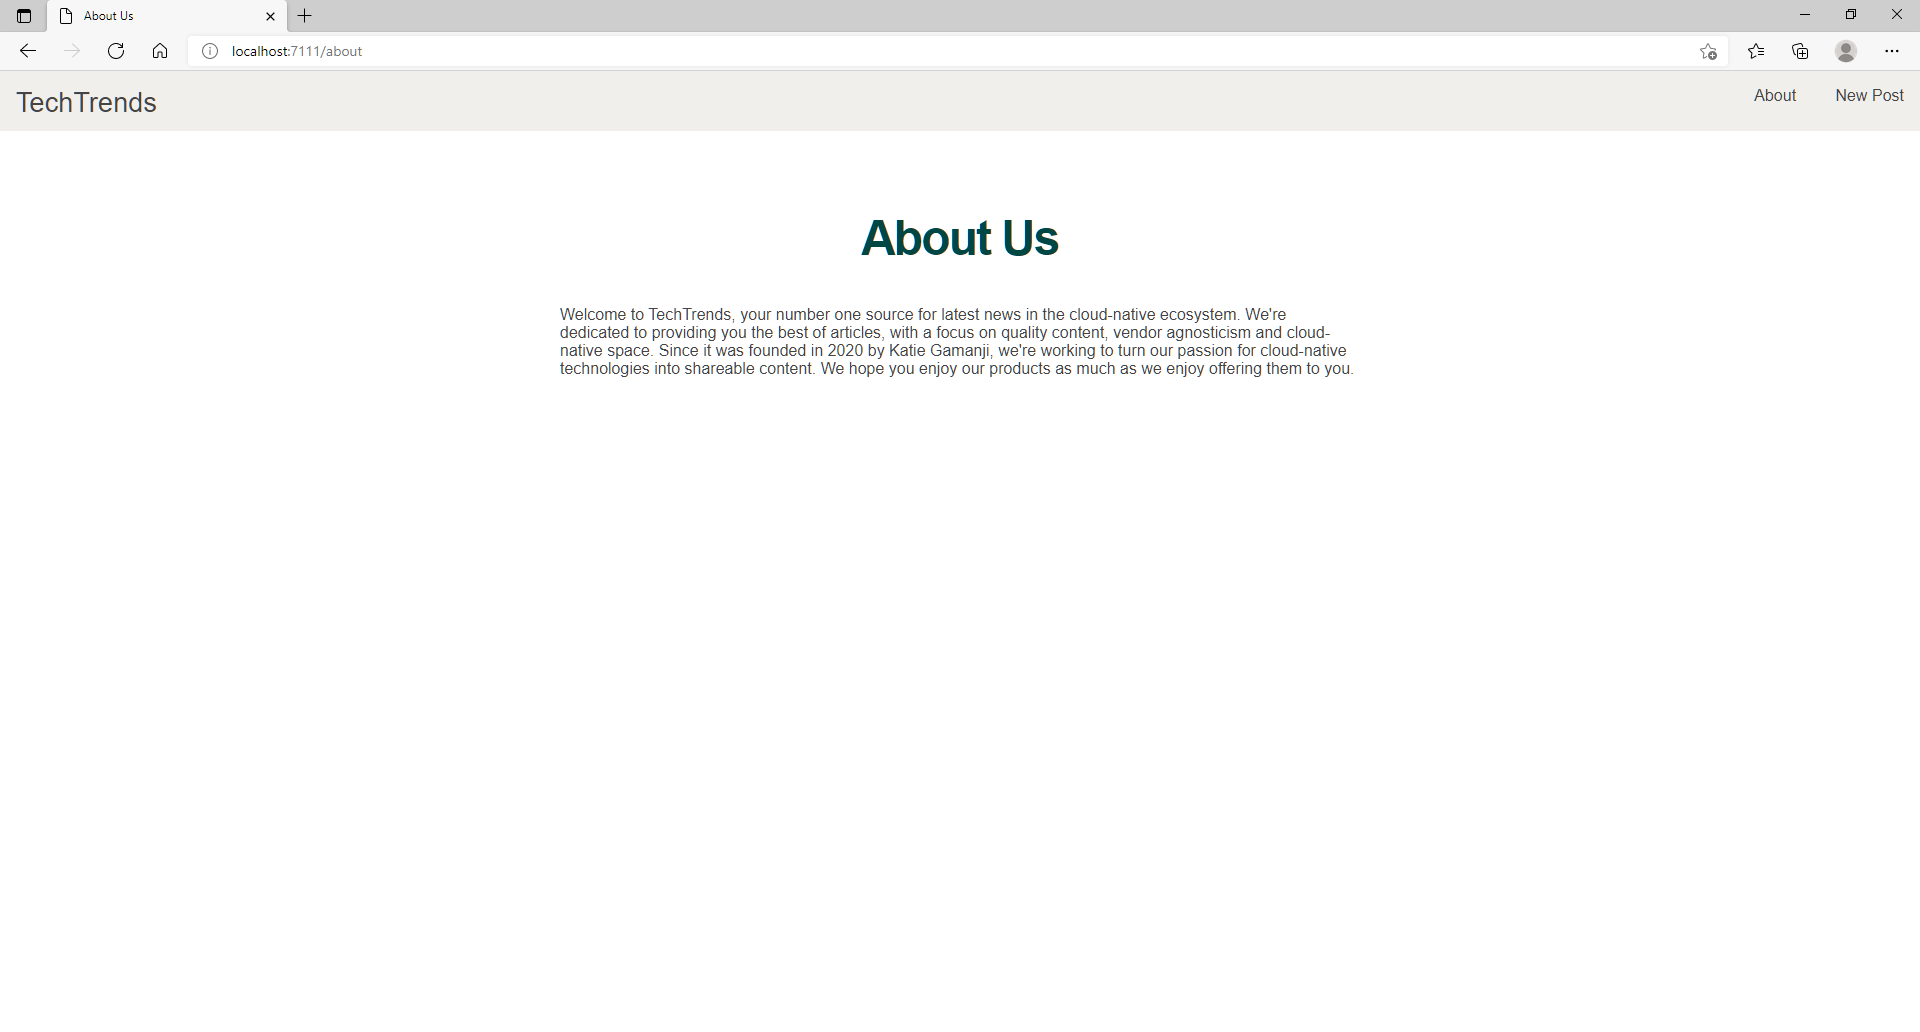 About Us
localhost:7111/about
TechTrends
About
New Post
About Us
Welcome to TechTrends, your number one source for latest news in the cloud-native ecosystem. We're
dedicated to providing you the best of articles, with a focus on quality content, vendor agnosticism and cloud-
native space. Since it was founded in 2020 by Katie Gamanji, we're working to turn our passion for cloud-native
technologies into shareable content. We hope you enjoy our products as much as we enjoy offering them to you.